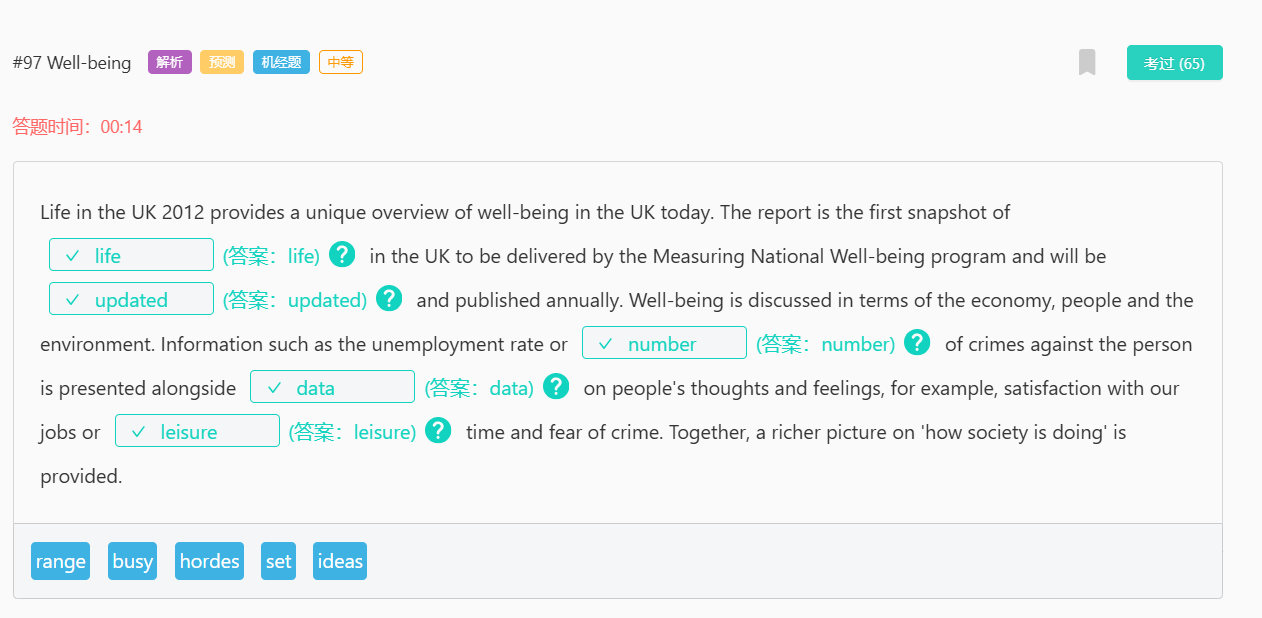 #97 Well-being 解析 预测 机经题 中等 考过 (65)
答题时间：00:14
Life in the UK 2012 provides a unique overview of well-being in the UK today. The report is the first snapshot of
life (答案：life) ? in the UK to be delivered by the Measuring National Well-being program and will be
updated (答案：updated) ? and published annually. Well-being is discussed in terms of the economy, people and the
environment. Information such as the unemployment rate or number (答案：number) ? of crimes against the person
is presented alongside data (答案：data) ? on people's thoughts and feelings, for example, satisfaction with our
jobs or leisure (答案：leisure) ? time and fear of crime. Together, a richer picture on 'how society is doing' is
provided.
range busy hordes set ideas